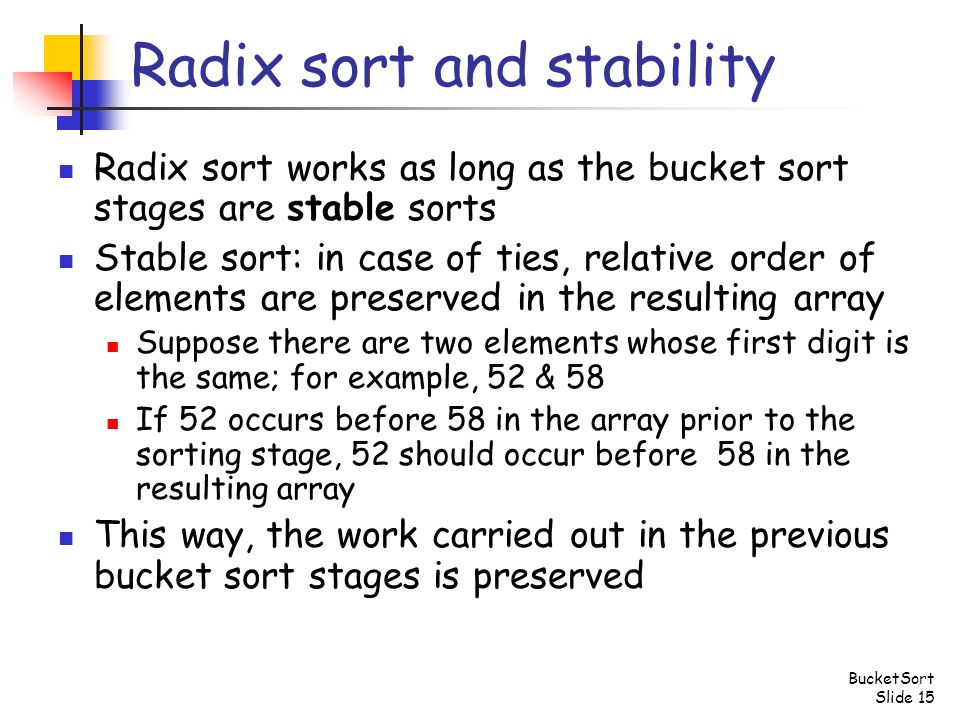 Radix sort and stability
Radix sort works as long as the bucket sort
stages are stable sorts
Stable sort: in case of ties, relative order of
elements are preserved in the resulting array
Suppose there are two elements whose first digit is
the same; for example, 52 & 58
If 52 occurs before 58 in the array prior to the
sorting stage, 52 should occur before 58 in the
resulting array
This way, the work carried out in the previous
bucket sort stages is preserved
BucketSort
Slide 15